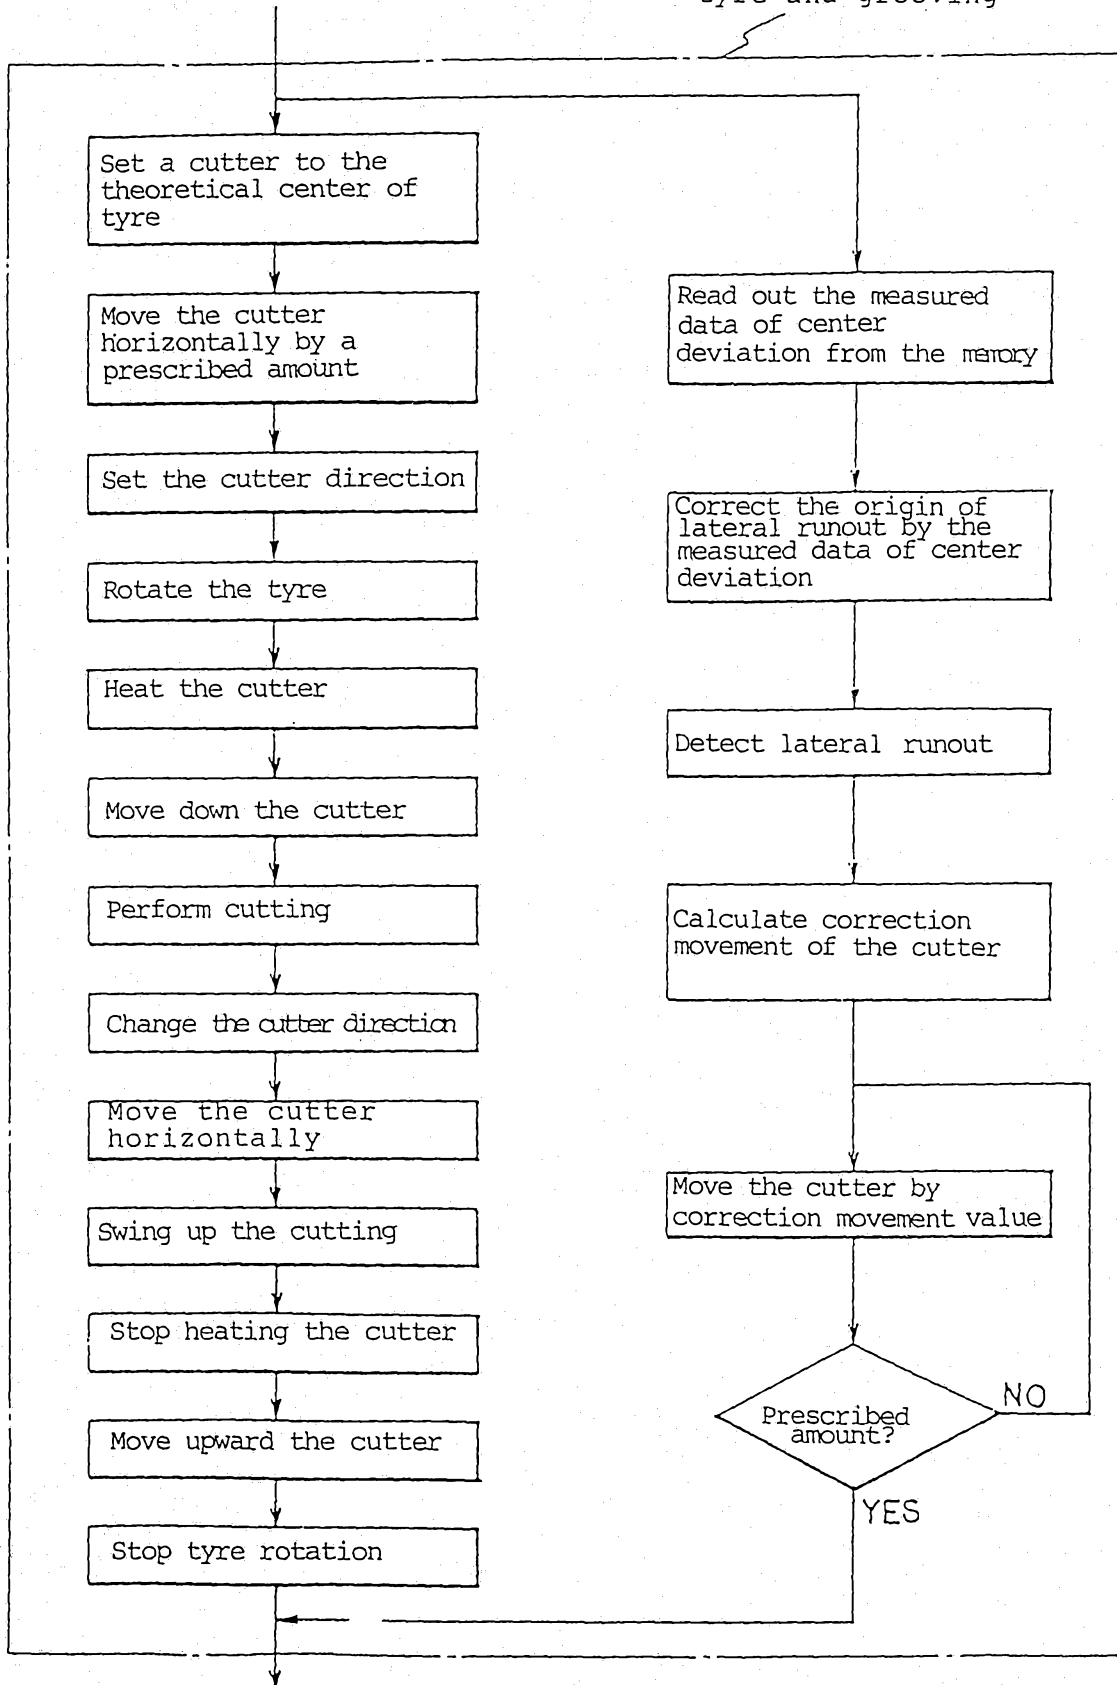 tyre and grooving
Set a cutter to the
theoretical center of
tyre
Move the cutter
horizontally by a
prescribed amount
Set the cutter direction
Rotate the tyre
Heat the cutter
Move down the cutter
Perform cutting
Change the cutter direction
Move the cutter
horizontally
Swing up the cutting
Stop heating the cutter
Move upward the cutter
Stop tyre rotation
Read out the measured
data of center
deviation from the memory
Correct the origin of
lateral runout by the
measured data of center
deviation
Detect lateral runout
Calculate correction
movement of the cutter
Move the cutter by
correction movement value
Prescribed
amount?
NO
YES